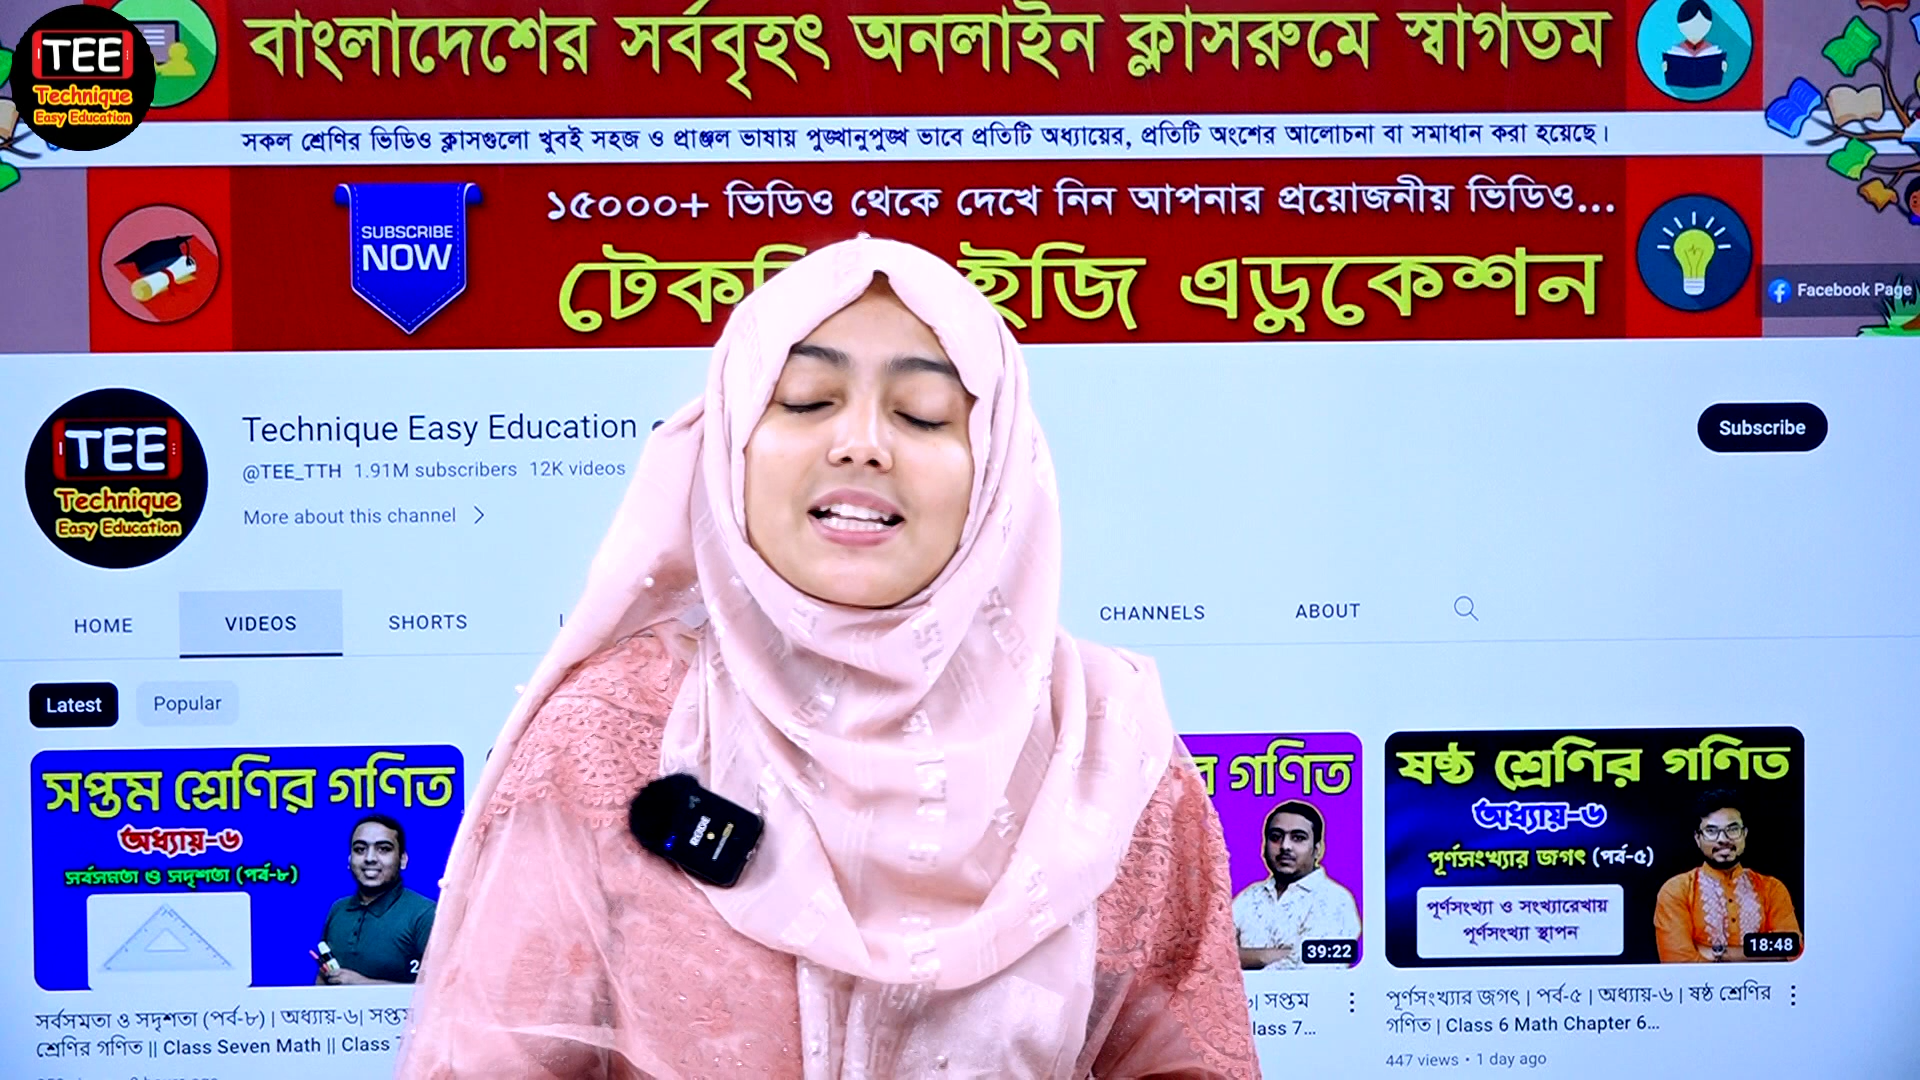 TEE
Technique
Easy Education
বাংলাদেশের সর্ববৃহৎ অনলাইন ক্লাসরুমে স্বাগতম
সকল শ্রেণির ভিডিও ক্লাসগুলো খুবই সহজ ও প্রাঞ্জল ভাষায় পুঙ্খানুপুঙ্খ ভাবে প্রতিটি অধ্যায়ের, প্রতিটি অংশের আলোচনা বা সমাধান করা হয়েছে।
SUBSCRIBE
NOW
১৫০০০+ ভিডিও থেকে দেখে নিন আপনার প্রয়োজনীয় ভিডিও...
ইজি এডুকেশন
Facebook Page
TEE
Technique
Easy Education
Technique Easy Education
@TEE_TTH 1.91M subscribers 12K videos
More about this channel
Subscribe
HOME VIDEOS SHORTS CHANNELS ABOUT
Latest Popular
সপ্তম শ্রেণির গণিত
অধ্যায়-৬
সর্বসমতা ও সদৃশতা (পর্ব-৮)
গণিত
39:22
ষষ্ঠ শ্রেণির গণিত
অধ্যায়-৬
পূর্ণসংখ্যার জগৎ (পর্ব-৫)
পূর্ণসংখ্যা ও সংখ্যারেখায়
পূর্ণসংখ্যা স্থাপন
18:48
সর্বসমতা ও সদৃশতা (পর্ব-৮) | অধ্যায়-৬|
শ্রেণির গণিত || Class Seven Math || Class
সপ্তম
7...
পূর্ণসংখ্যার জগৎ | পর্ব-৫ | অধ্যায়-৬ | ষষ্ঠ শ্রেণির
গণিত | Class 6 Math Chapter 6...
447 views • 1 day ago